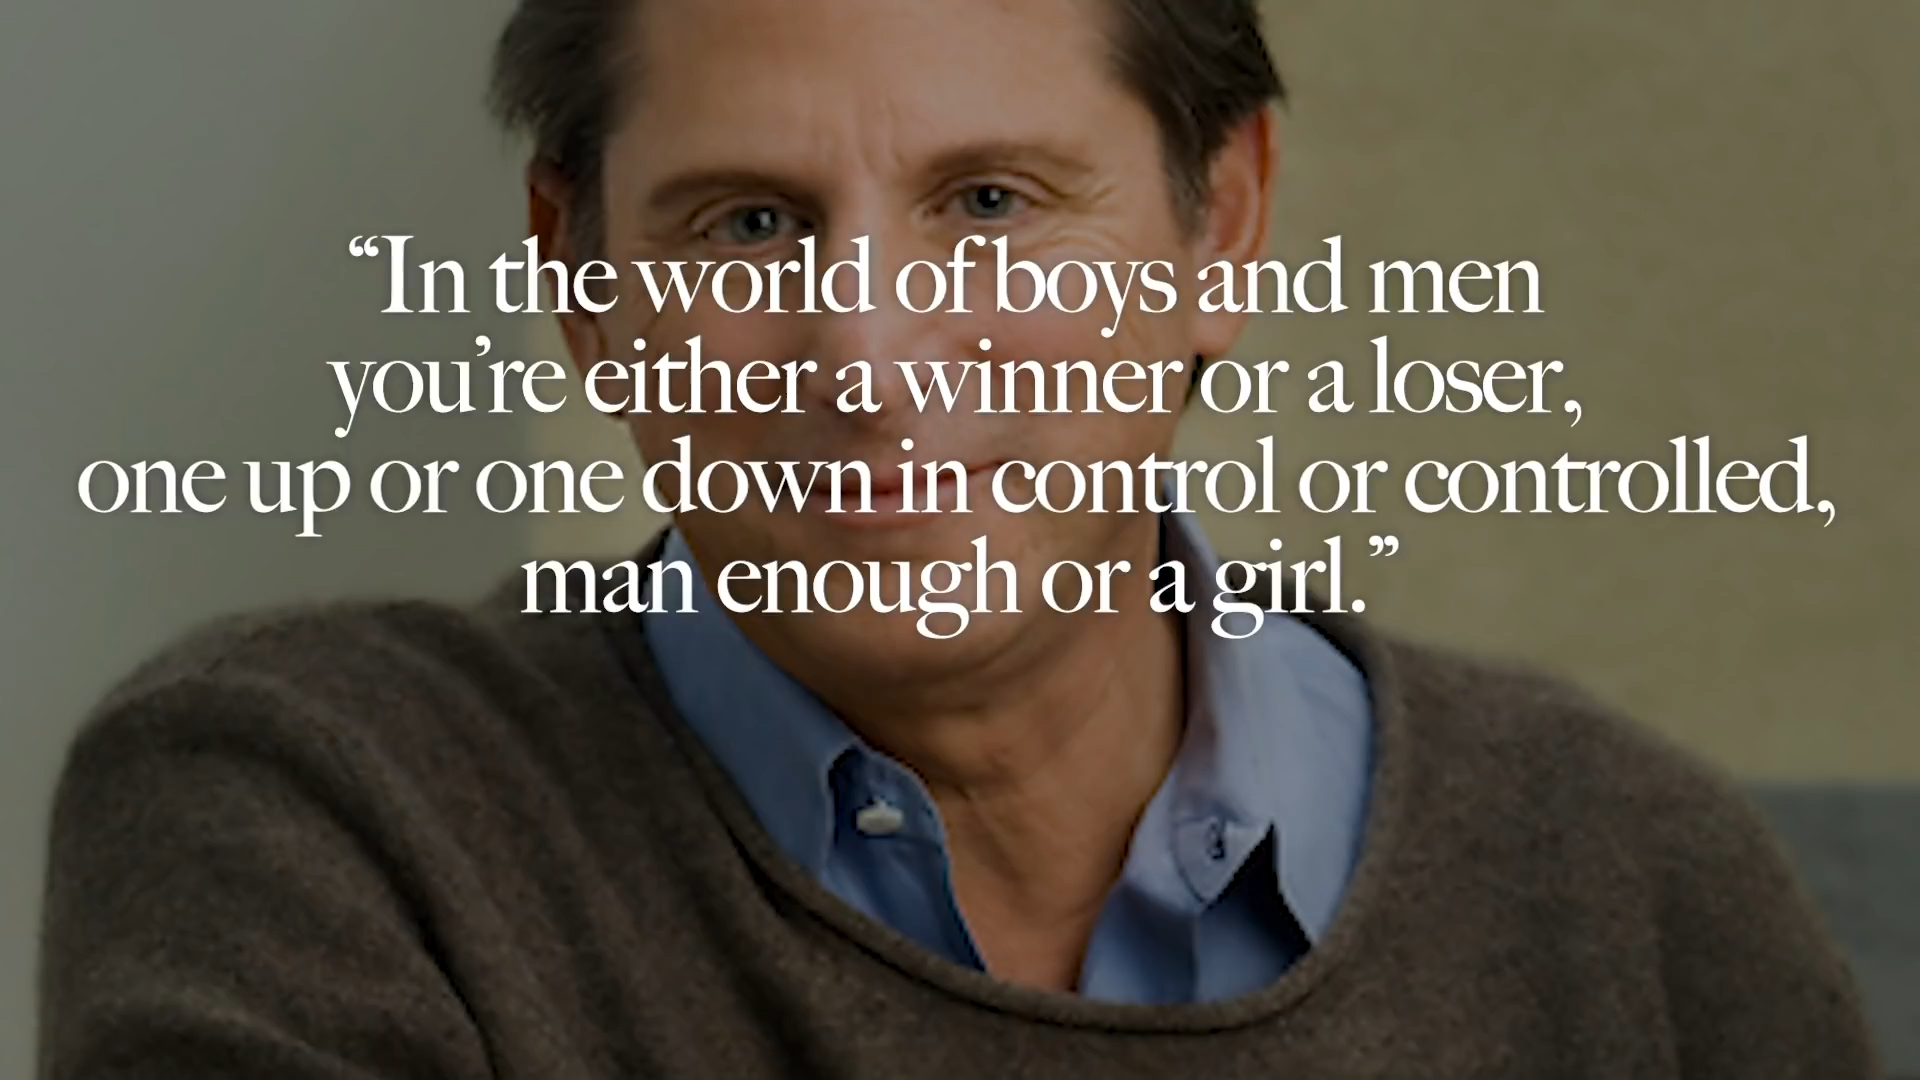 “In the world of boys and men
you’re either a winner or a loser,
one up or one down in control or controlled,
man enough or a girl.”